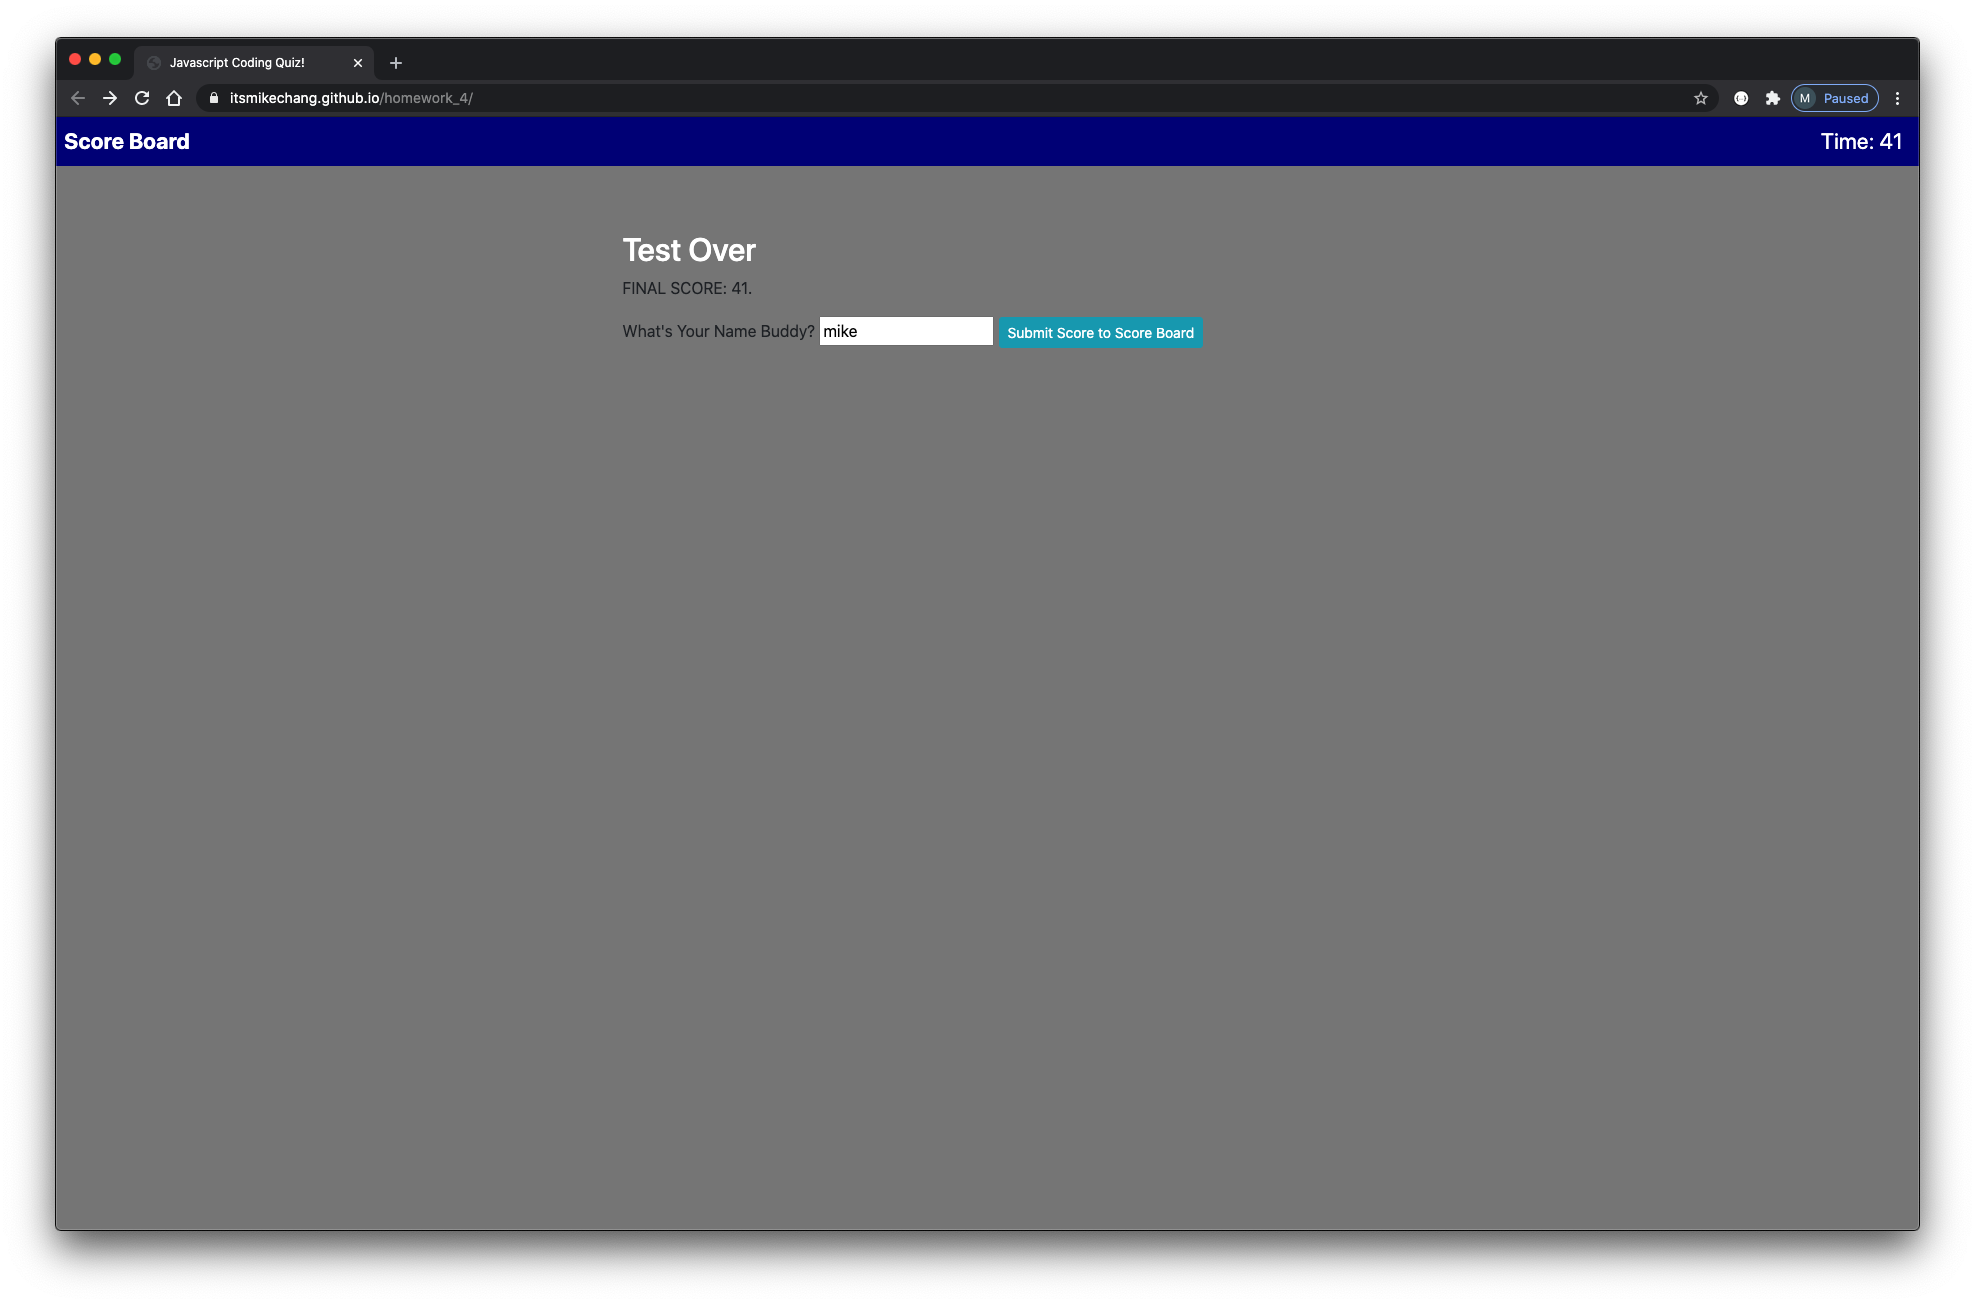 Javascript Coding Quiz!
itsmikechang.github.io/homework_4/
M Paused
Score Board
Time: 41
Test Over
FINAL SCORE: 41.
What's Your Name Buddy? mike Submit Score to Score Board